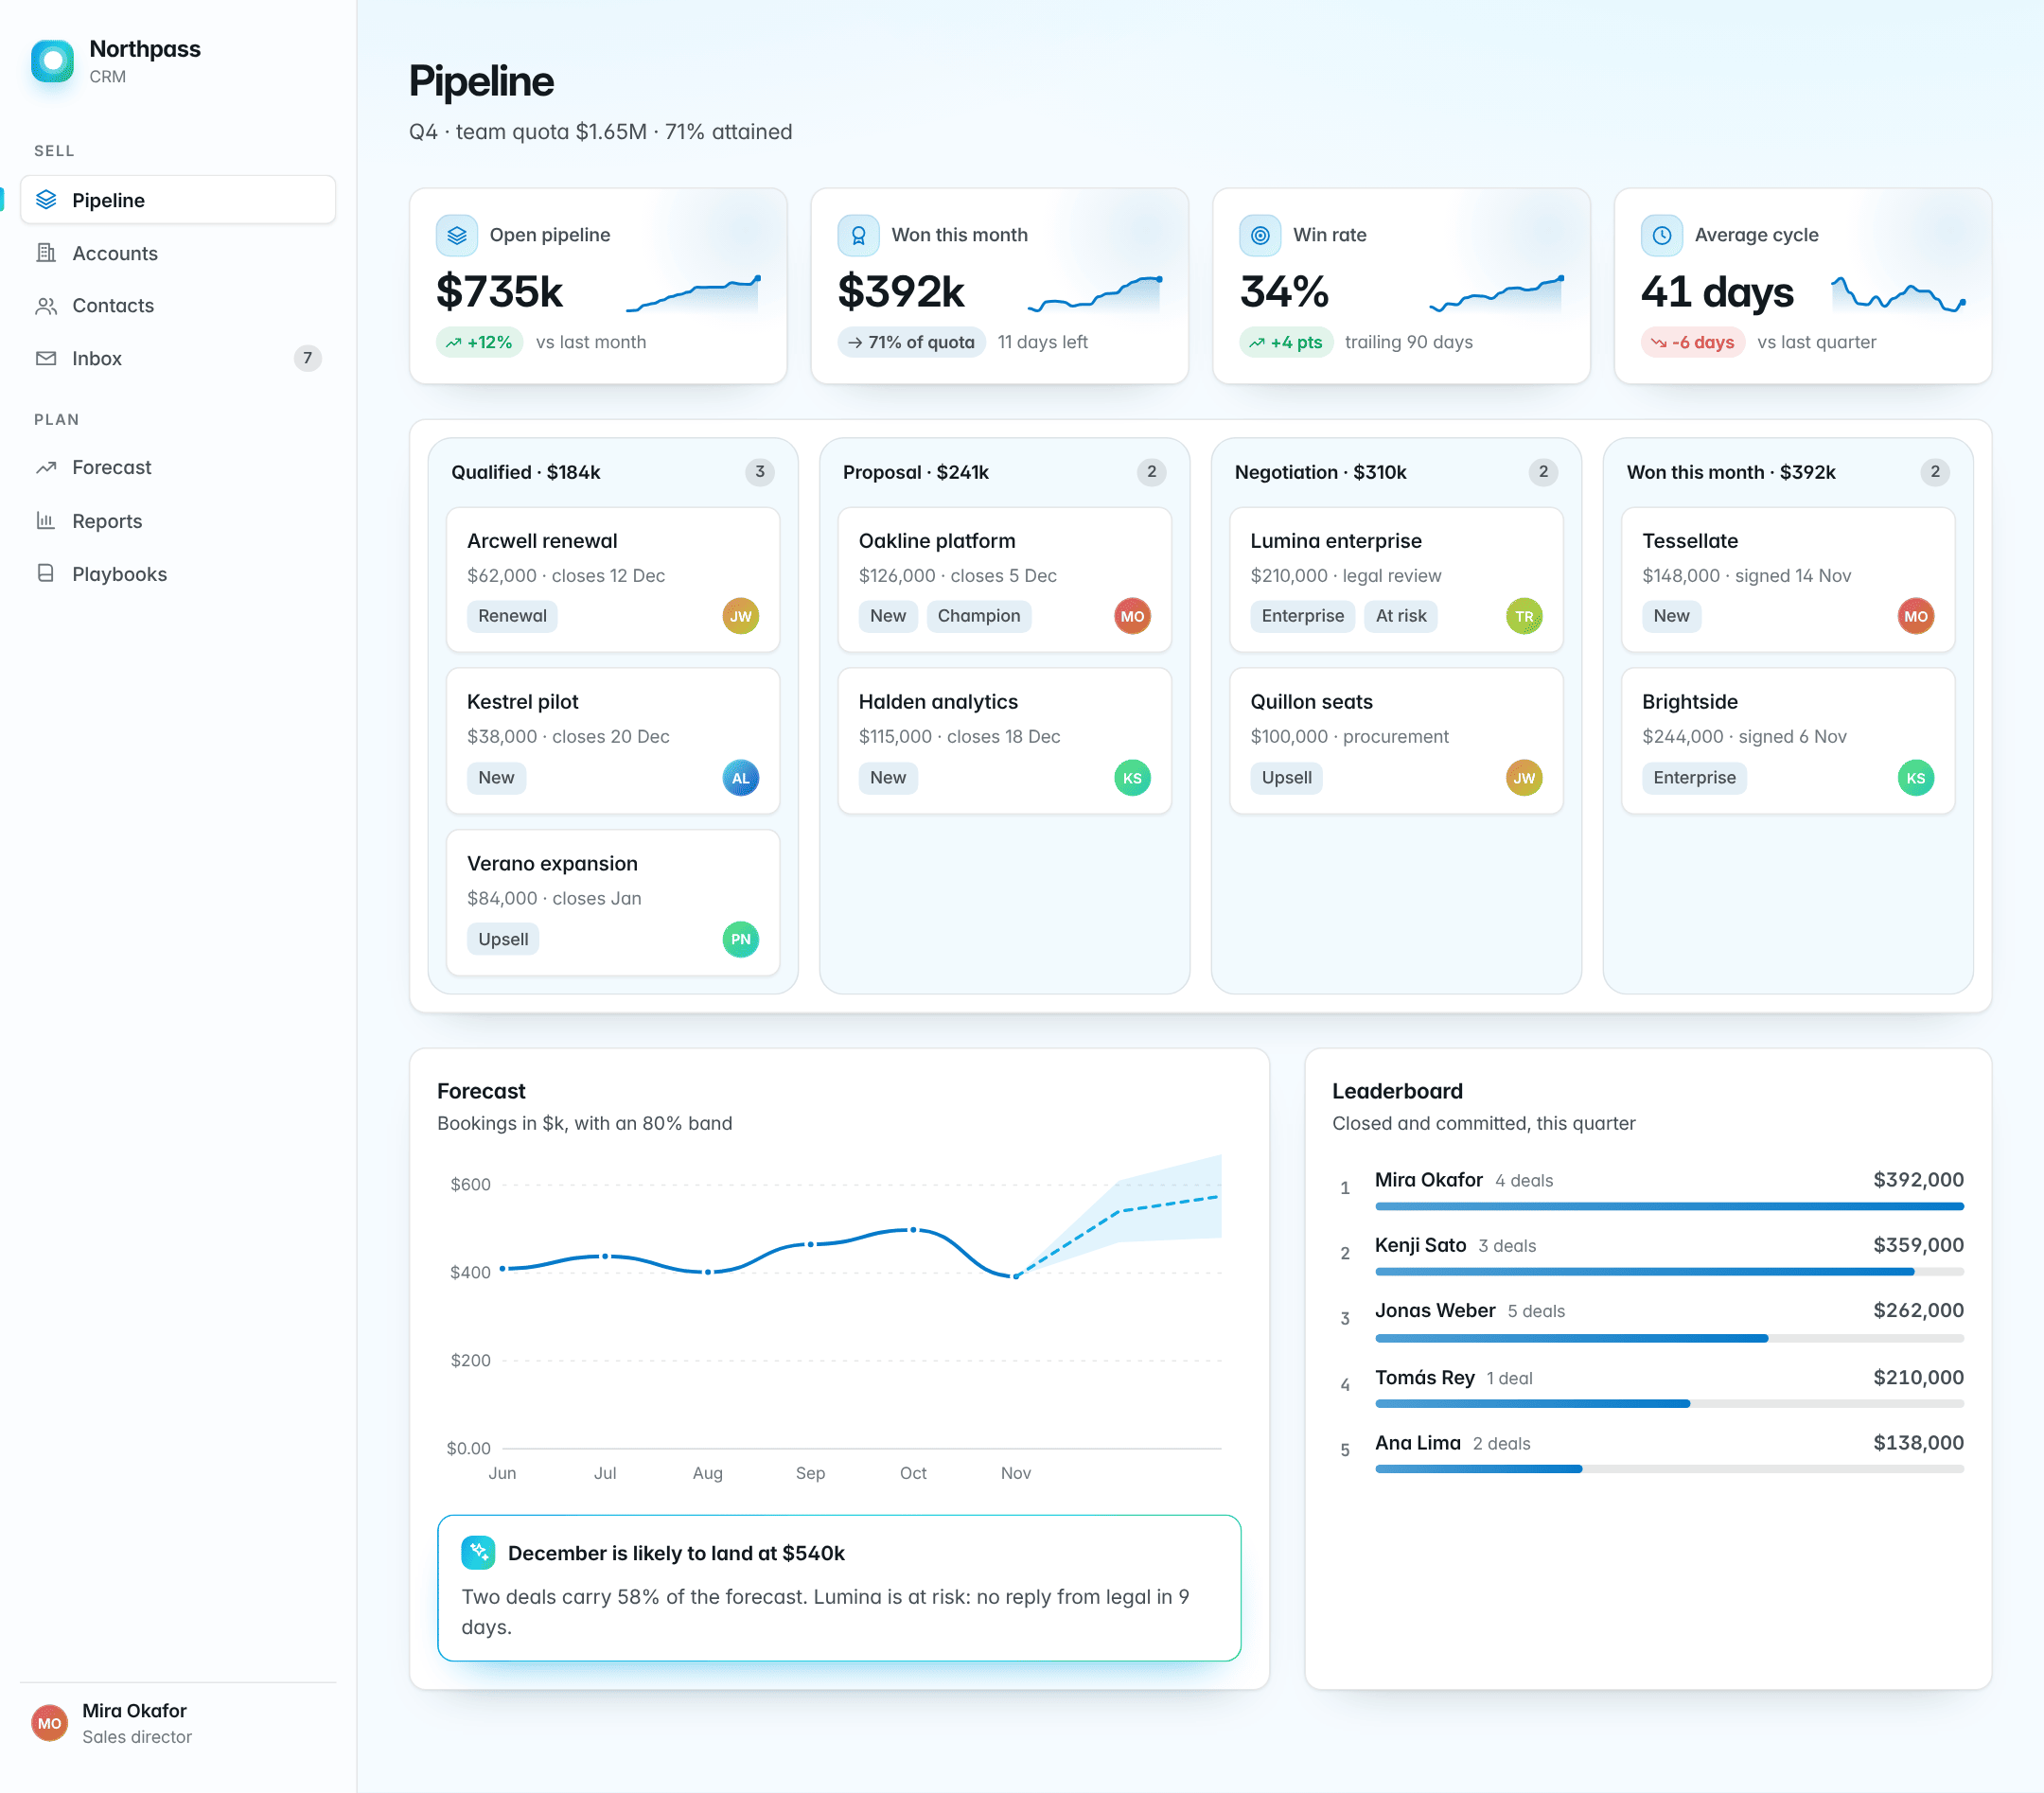 Northpass
CRM
SELL
Pipeline
Accounts
Contacts
Inbox 7
PLAN
Forecast
Reports
Playbooks
MO Mira Okafor
Sales director
Pipeline
Q4 · team quota $1.65M · 71% attained
Open pipeline
$735k
+12% vs last month
Won this month
$392k
71% of quota 11 days left
Win rate
34%
+4 pts trailing 90 days
Average cycle
41 days
-6 days vs last quarter
Qualified · $184k 3
Arcwell renewal
$62,000 · closes 12 Dec
Renewal JW
Kestrel pilot
$38,000 · closes 20 Dec
New AL
Verano expansion
$84,000 · closes Jan
Upsell PN
Proposal · $241k 2
Oakline platform
$126,000 · closes 5 Dec
New Champion MO
Halden analytics
$115,000 · closes 18 Dec
New KS
Negotiation · $310k 2
Lumina enterprise
$210,000 · legal review
Enterprise At risk TR
Quillon seats
$100,000 · procurement
Upsell JW
Won this month · $392k 2
Tessellate
$148,000 · signed 14 Nov
New MO
Brightside
$244,000 · signed 6 Nov
Enterprise KS
Forecast
Bookings in $k, with an 80% band
$600
$400
$200
$0.00
Jun Jul Aug Sep Oct Nov
December is likely to land at $540k
Two deals carry 58% of the forecast. Lumina is at risk: no reply from legal in 9
days.
Leaderboard
Closed and committed, this quarter
1 Mira Okafor 4 deals $392,000
2 Kenji Sato 3 deals $359,000
3 Jonas Weber 5 deals $262,000
4 Tomás Rey 1 deal $210,000
5 Ana Lima 2 deals $138,000